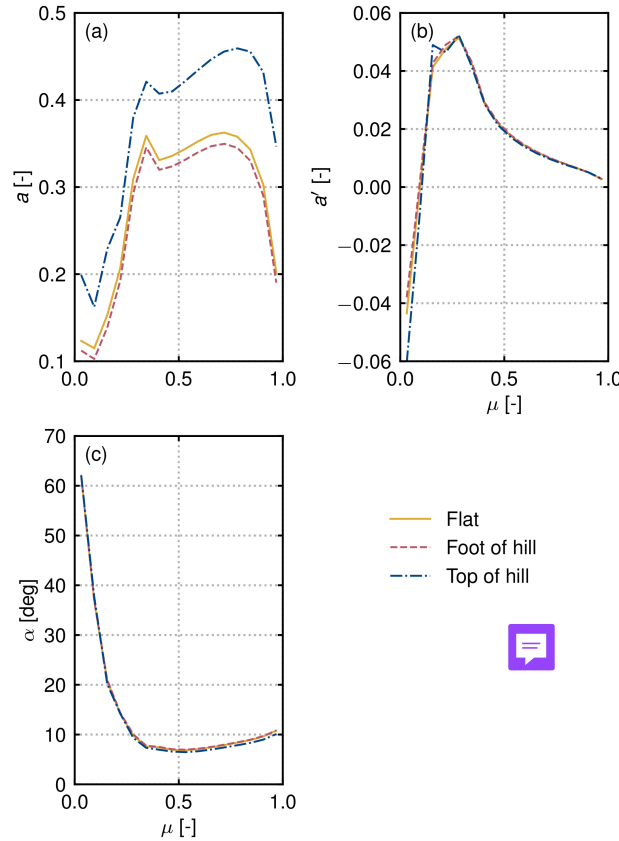 (a)
0.5
0.4
0.3
0.2
0.1
a [-]
0.0 0.5 1.0
(b)
0.06
0.04
0.02
0.00
−0.02
−0.04
−0.06
a′ [-]
0.0 0.5 1.0
μ [-]
(c)
70
60
50
40
30
20
10
0
α [deg]
0.0 0.5 1.0
μ [-]
Flat
Foot of hill
Top of hill